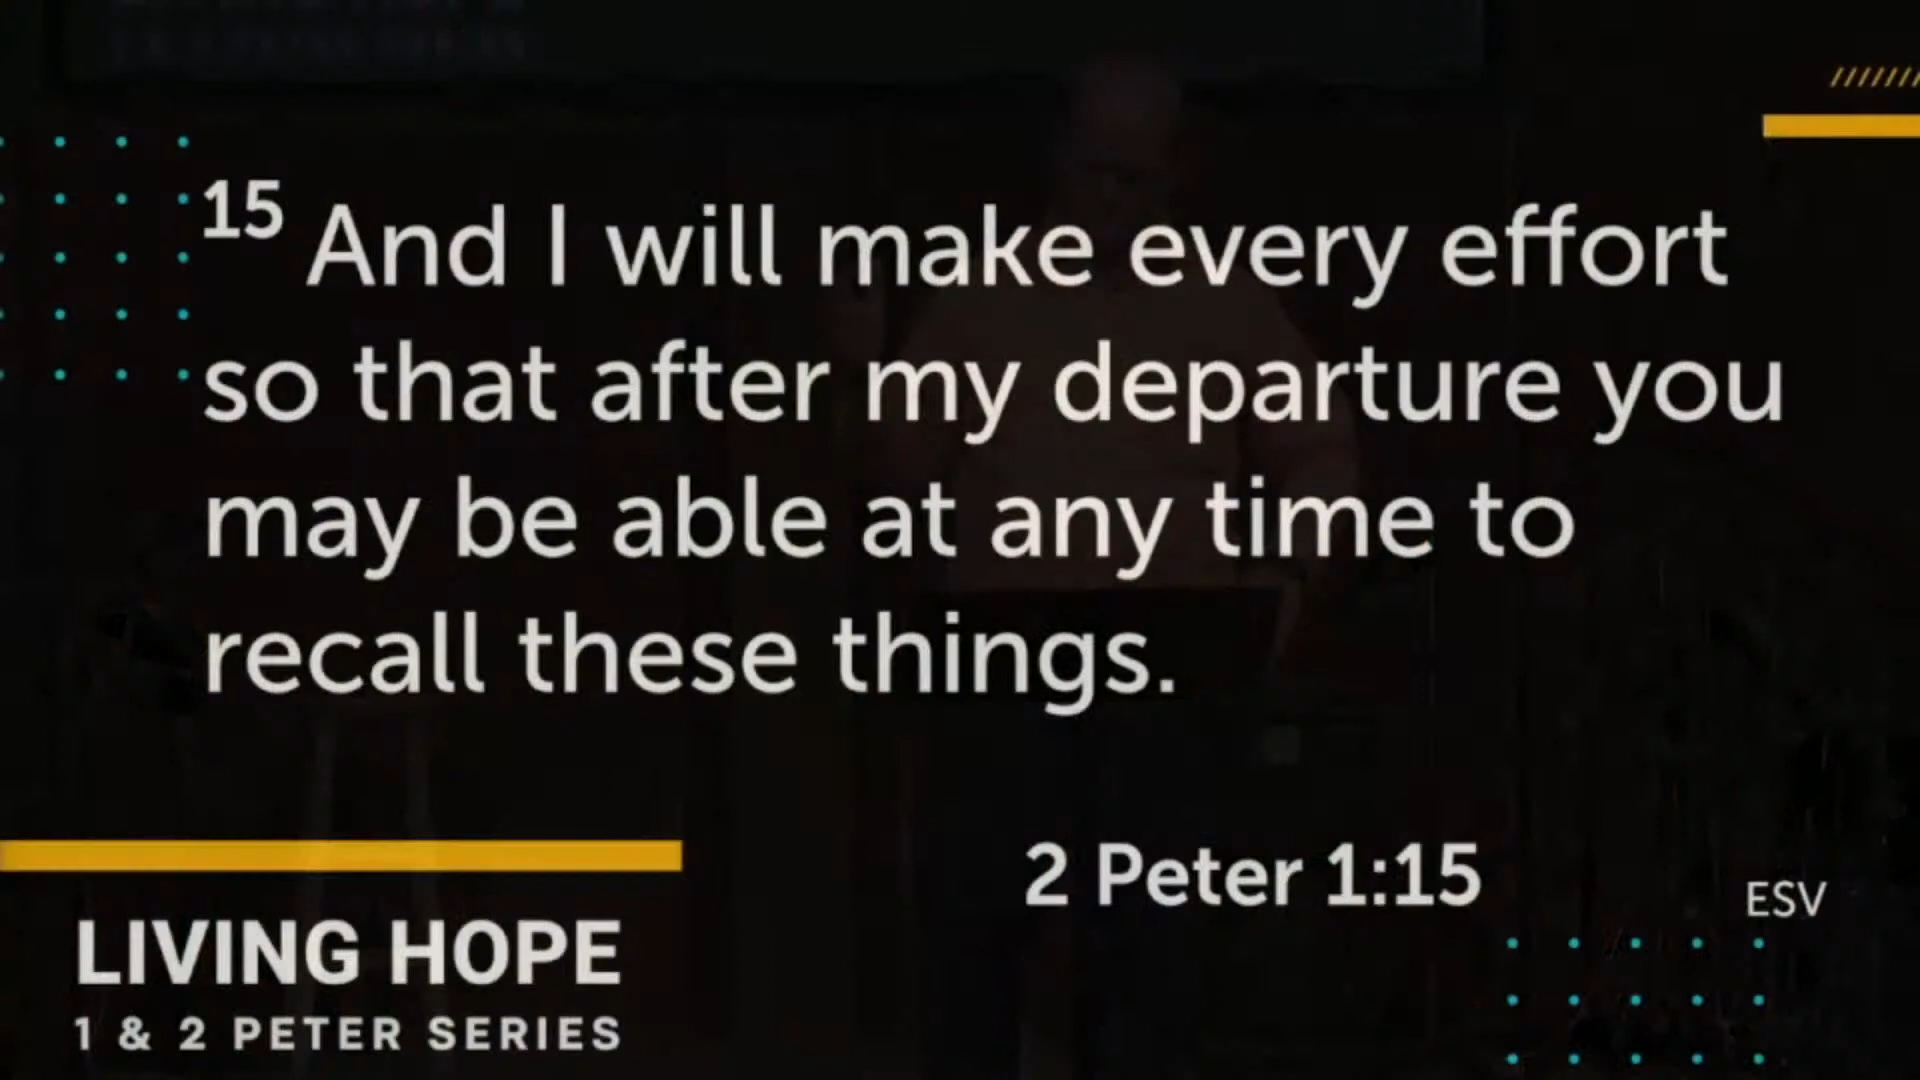 15 And I will make every effort
so that after my departure you
may be able at any time to
recall these things.
2 Peter 1:15
ESV
LIVING HOPE
1 & 2 PETER SERIES